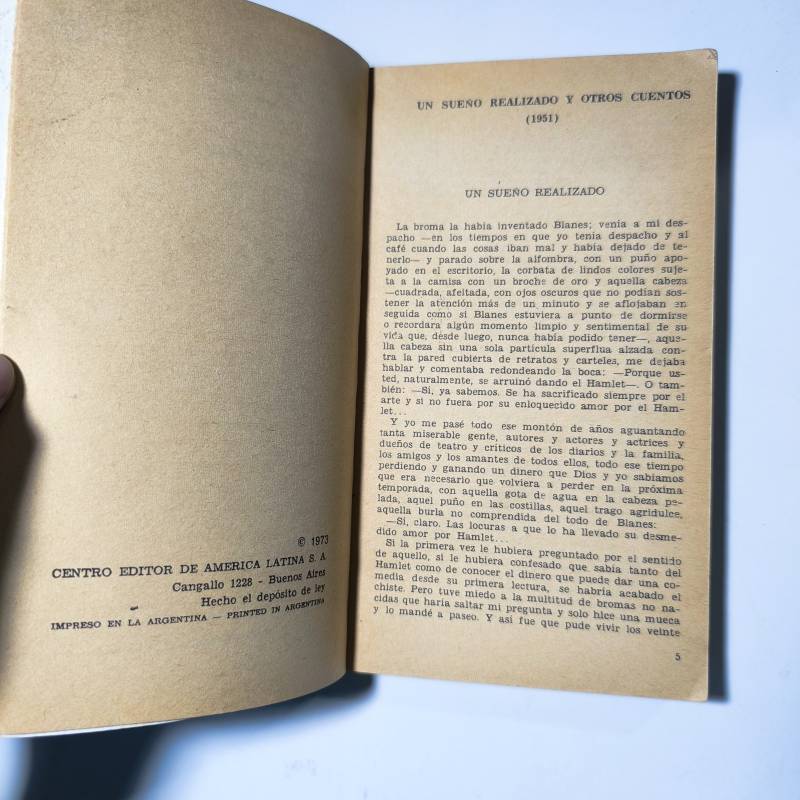 © 1973
CENTRO EDITOR DE AMERICA LATINA S. A
Cangallo 1228 - Buenos Aires
Hecho el depósito de ley
IMPRESO EN LA ARGENTINA — PRINTED IN ARGENTINA
UN SUEÑO REALIZADO Y OTROS CUENTOS
(1951)
UN SUEÑO REALIZADO
La broma la había inventado Blanes; venía a mi des-
pacho —en los tiempos en que yo tenía despacho y al
café cuando las cosas iban mal y había dejado de te-
nerlo— y parado sobre la alfombra, con un puño apo-
yado en el escritorio, la corbata de lindos colores suje-
ta a la camisa con un broche de oro y aquella cabeza
—cuadrada, afeitada, con ojos oscuros que no podían sos-
tener la atención más de un minuto y se aflojaban en
seguida como si Blanes estuviera a punto de dormirse
o recordara algún momento limpio y sentimental de su
vida que, desde luego, nunca había podido tener—, aque-
lla cabeza sin una sola partícula superflua alzada con-
tra la pared cubierta de retratos y carteles, me dejaba
hablar y comentaba redondeando la boca: —Porque us-
ted, naturalmente, se arruinó dando el Hamlet—. O tam-
bién: —Sí, ya sabemos. Se ha sacrificado siempre por el
arte y si no fuera por su enloquecido amor por el Ham-
let...
Y yo me pasé todo ese montón de años aguantando
tanta miserable gente, autores y actores y actrices y
dueños de teatro y críticos de los diarios y la familia,
los amigos y los amantes de todos ellos, todo ese tiempo
perdiendo y ganando un dinero que Dios y yo sabíamos
que era necesario que volviera a perder en la próxima
temporada, con aquella gota de agua en la cabeza pe-
lada, aquel puño en las costillas, aquel trago agridulce,
aquella burla no comprendida del todo de Blanes:
—Sí, claro. Las locuras a que lo ha llevado su desme-
dido amor por Hamlet...
Si la primera vez le hubiera preguntado por el sentido
de aquello, si le hubiera confesado que sabía tanto del
Hamlet como de conocer el dinero que puede dar una co-
media desde su primera lectura, se habría acabado el
chiste. Pero tuve miedo a la multitud de bromas no na-
cidas que haría saltar mi pregunta y solo hice una mueca
y lo mandé a paseo. Y así fue que pude vivir los veinte
5